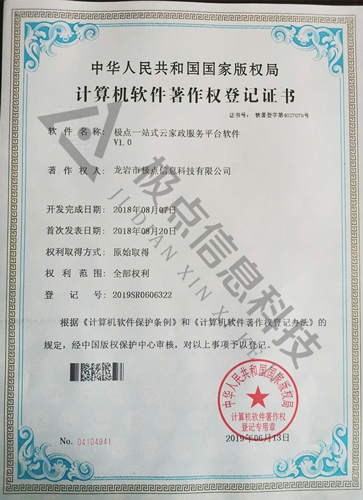 中华人民共和国国家版权局
计算机软件著作权登记证书
证书号： 软著登字第4027079号
软件名称： 极点一站式云家政服务平台软件
V1.0
著作权人： 龙岩市极点信息科技有限公司
开发完成日期： 2018年08月07日
首次发表日期： 2018年08月20日
权利取得方式： 原始取得
权利范围： 全部权利
登记号： 2019SR0606322
根据《计算机软件保护条例》和《计算机软件著作权登记办法》的
规定，经中国版权保护中心审核，对以上事项予以登记。
中华人民共和国国家版权局
计算机软件著作权
登记专用章
No. 04104941
2019年06月13日
极点信息科技
JI DIAN XIN XI KE JI